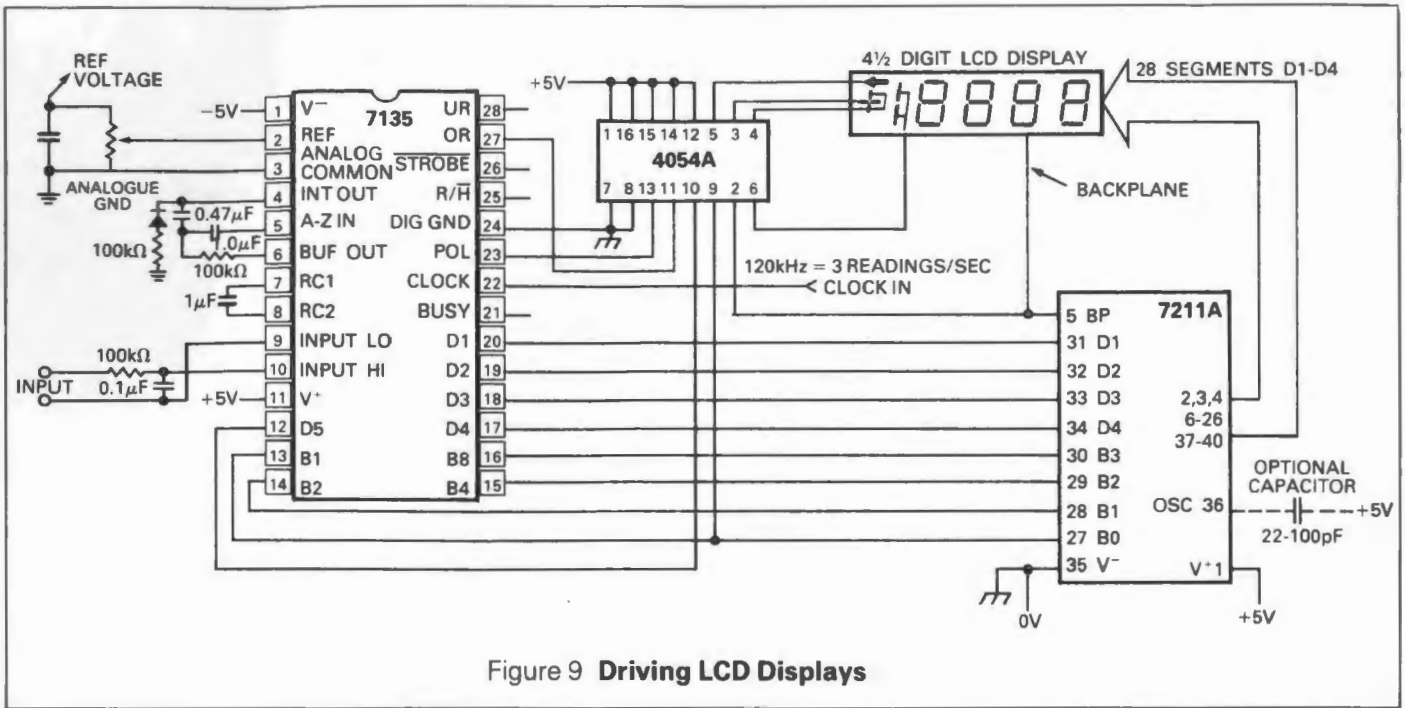 REF
VOLTAGE
ANALOGUE
GND
-5V
1 V⁻
2 REF
3 ANALOG
COMMON
4 INT OUT
5 A-Z IN
6 BUF OUT
7 RC1
8 RC2
9 INPUT LO
10 INPUT HI
11 V⁺
12 D5
13 B1
14 B2
7135
UR 28
OR 27
S̅T̅R̅O̅B̅E̅ 26
R/H̅ 25
DIG GND 24
POL 23
CLOCK 22
BUSY 21
D1 20
D2 19
D3 18
D4 17
B8 16
B4 15
0.47μF
100kΩ
1.0μF
100kΩ
1μF
100kΩ
INPUT
0.1μF
+5V
+5V
1 16 15 14 12 5 3 4
4054A
7 8 13 11 10 9 2 6
4½ DIGIT LCD DISPLAY
28 SEGMENTS D1-D4
BACKPLANE
120kHz = 3 READINGS/SEC
CLOCK IN
7211A
5 BP
31 D1
32 D2
33 D3
34 D4
30 B3
29 B2
28 B1
27 B0
35 V⁻
2,3,4
6-26
37-40
OSC 36
V⁺1
OPTIONAL
CAPACITOR
+5V
22-100pF
0V
+5V
Figure 9 Driving LCD Displays